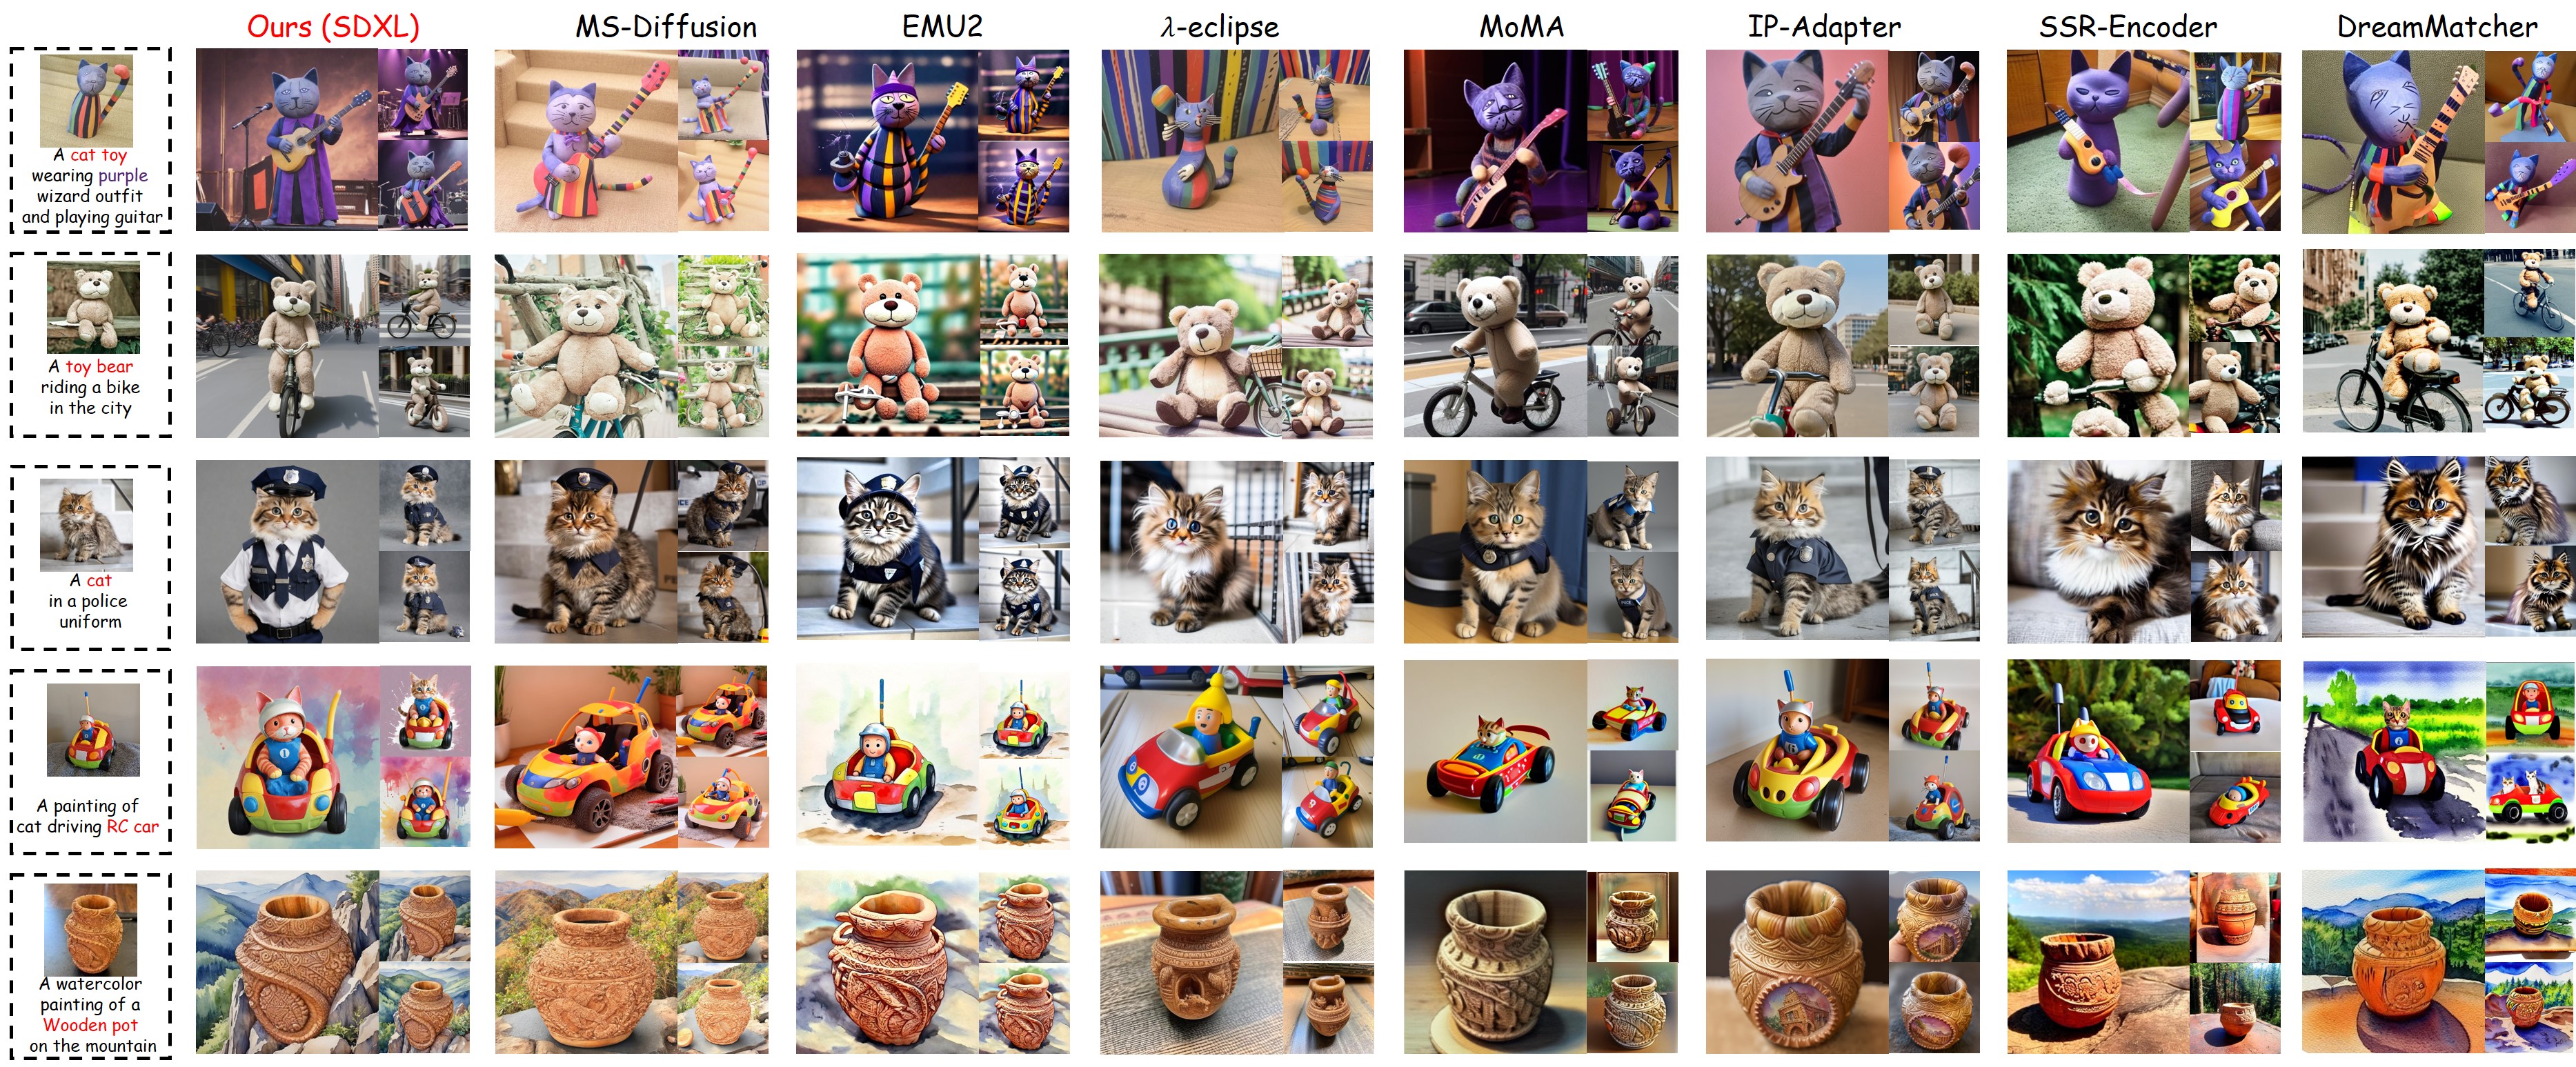 Ours (SDXL) MS-Diffusion EMU2 λ-eclipse MoMA IP-Adapter SSR-Encoder DreamMatcher
A cat toy
wearing purple
wizard outfit
and playing guitar
A toy bear
riding a bike
in the city
A cat
in a police
uniform
A painting of
cat driving RC car
A watercolor
painting of a
Wooden pot
on the mountain